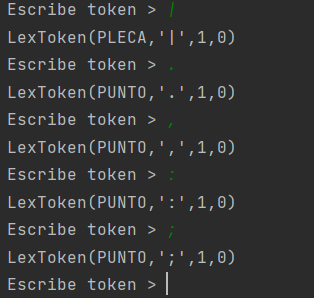 Escribe token > |
LexToken(PLECA,'|',1,0)
Escribe token > .
LexToken(PUNTO,'.',1,0)
Escribe token > ,
LexToken(PUNTO,',',1,0)
Escribe token > :
LexToken(PUNTO,':',1,0)
Escribe token > ;
LexToken(PUNTO,';',1,0)
Escribe token >